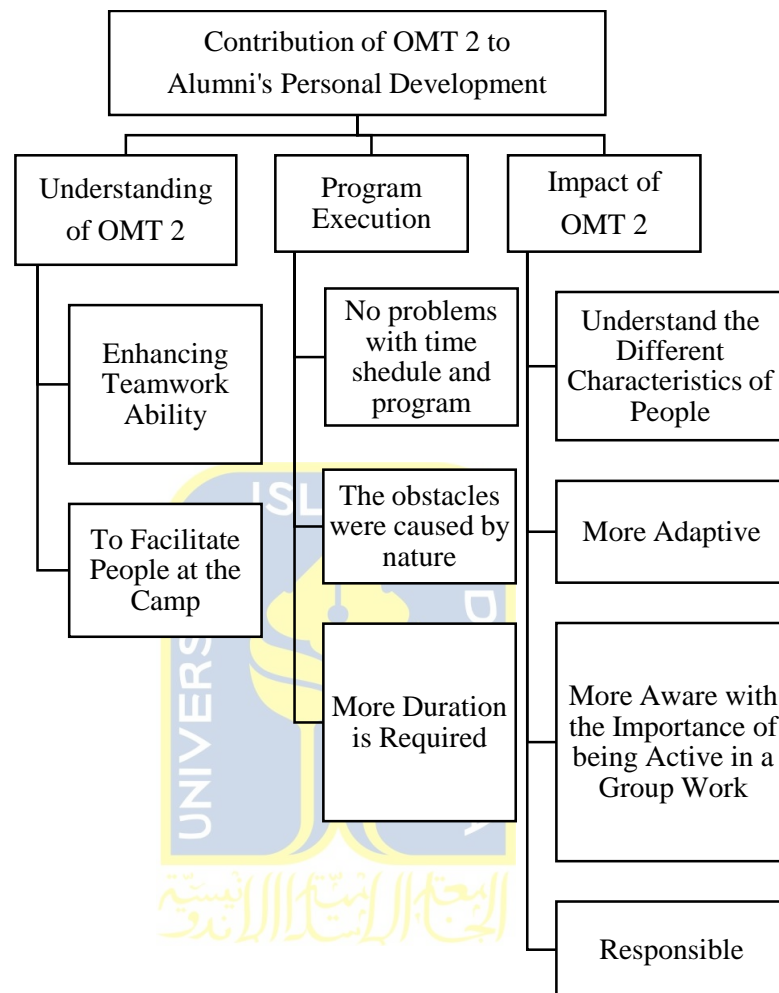 Contribution of OMT 2 to
Alumni's Personal Development
Understanding
of OMT 2
Enhancing
Teamwork
Ability
To Facilitate
People at the
Camp
Program
Execution
No problems
with time
shedule and
program
The obstacles
were caused by
nature
More Duration
is Required
Impact of
OMT 2
Understand the
Different
Characteristics of
People
More Adaptive
More Aware with
the Importance of
being Active in a
Group Work
Responsible
ISL
UNIVERS